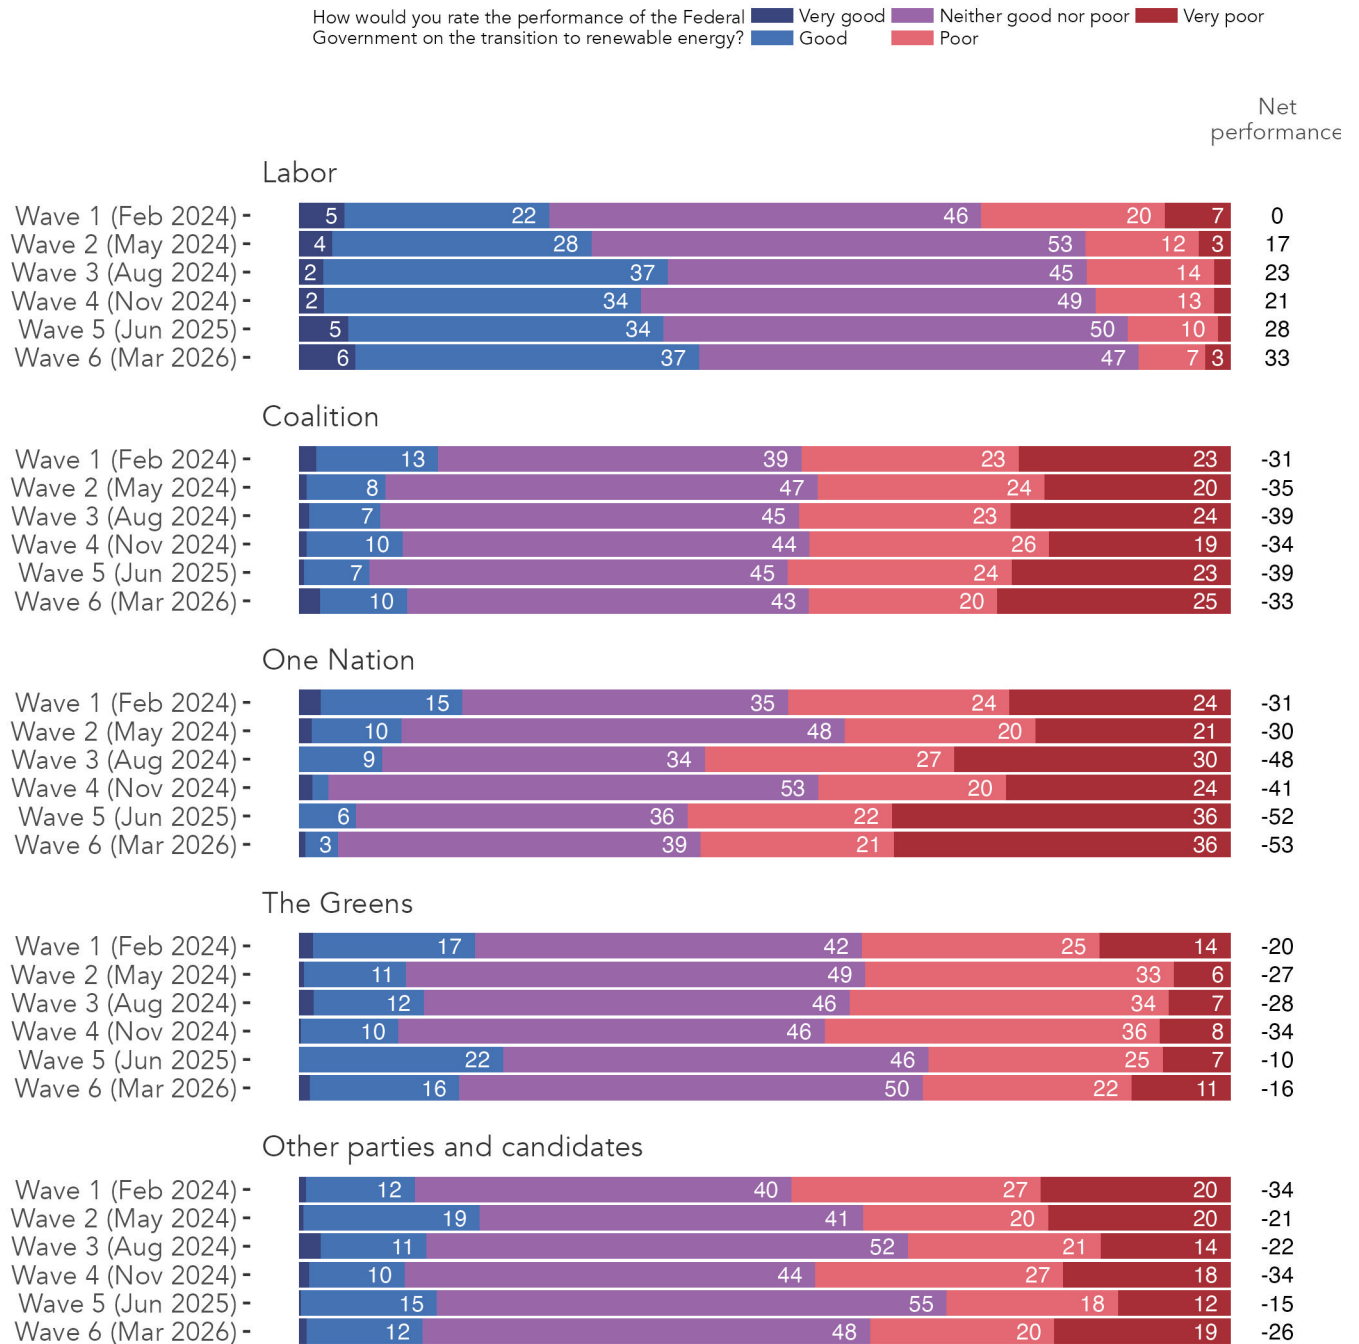 How would you rate the performance of the Federal Very good Neither good nor poor Very poor
Government on the transition to renewable energy? Good Poor
Net
performance
Labor
Wave 1 (Feb 2024) 5 22 46 20 7 0
Wave 2 (May 2024) 4 28 53 12 3 17
Wave 3 (Aug 2024) 2 37 45 14 23
Wave 4 (Nov 2024) 2 34 49 13 21
Wave 5 (Jun 2025) 5 34 50 10 28
Wave 6 (Mar 2026) 6 37 47 7 3 33
Coalition
Wave 1 (Feb 2024) 13 39 23 23 -31
Wave 2 (May 2024) 8 47 24 20 -35
Wave 3 (Aug 2024) 7 45 23 24 -39
Wave 4 (Nov 2024) 10 44 26 19 -34
Wave 5 (Jun 2025) 7 45 24 23 -39
Wave 6 (Mar 2026) 10 43 20 25 -33
One Nation
Wave 1 (Feb 2024) 15 35 24 24 -31
Wave 2 (May 2024) 10 48 20 21 -30
Wave 3 (Aug 2024) 9 34 27 30 -48
Wave 4 (Nov 2024) 53 20 24 -41
Wave 5 (Jun 2025) 6 36 22 36 -52
Wave 6 (Mar 2026) 3 39 21 36 -53
The Greens
Wave 1 (Feb 2024) 17 42 25 14 -20
Wave 2 (May 2024) 11 49 33 6 -27
Wave 3 (Aug 2024) 12 46 34 7 -28
Wave 4 (Nov 2024) 10 46 36 8 -34
Wave 5 (Jun 2025) 22 46 25 7 -10
Wave 6 (Mar 2026) 16 50 22 11 -16
Other parties and candidates
Wave 1 (Feb 2024) 12 40 27 20 -34
Wave 2 (May 2024) 19 41 20 20 -21
Wave 3 (Aug 2024) 11 52 21 14 -22
Wave 4 (Nov 2024) 10 44 27 18 -34
Wave 5 (Jun 2025) 15 55 18 12 -15
Wave 6 (Mar 2026) 12 48 20 19 -26